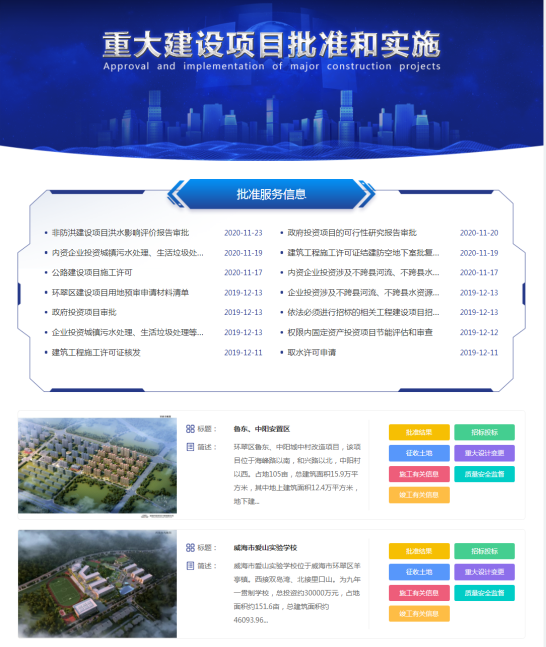 重大建设项目批准和实施
Approval and implementation of major construction projects
批准服务信息
非防洪建设项目洪水影响评价报告审批 2020-11-23
政府投资项目的可行性研究报告审批 2020-11-20
内资企业投资城镇污水处理、生活垃圾处... 2020-11-19
建筑工程施工许可证结建防空地下室批复... 2020-11-19
公路建设项目施工许可 2020-11-17
内资企业投资涉及不跨县河流、不跨县水... 2020-11-17
环翠区建设项目用地预审申请材料清单 2019-12-13
企业投资涉及不跨县河流、不跨县水资源... 2019-12-13
政府投资项目审批 2019-12-13
依法必须进行招标的相关工程建设项目招... 2019-12-13
企业投资城镇污水处理、生活垃圾处理等... 2019-12-13
权限内固定资产投资项目节能评估和审查 2019-12-12
建筑工程施工许可证核发 2019-12-11
取水许可申请 2019-12-11
标题： 鲁东、中阳安置区
简述： 环翠区鲁东、中阳城中村改造项目，该项
目位于海峰路以南，和兴路以北，中阳村
以西。占地105亩，总建筑面积15.9万平
方米，其中地上建筑面积12.4万平方米，
地下建...
批准结果 招标投标
征收土地 重大设计变更
施工有关信息 质量安全监督
竣工有关信息
标题： 威海市爱山实验学校
简述： 威海市爱山实验学校位于威海市环翠区羊
亭镇。西接双岛湾、北接里口山。为九年
一贯制学校，总投资约30000万元，占地
面积约151.6亩，总建筑面积约
46093.96...
批准结果 招标投标
征收土地 重大设计变更
施工有关信息 质量安全监督
竣工有关信息